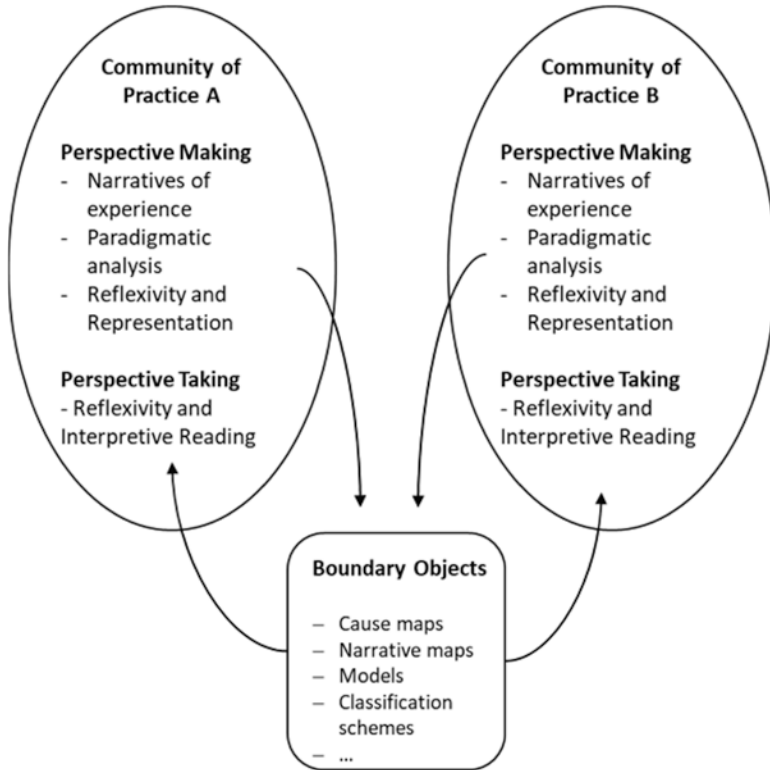 Community of
Practice A
Perspective Making
- Narratives of
experience
- Paradigmatic
analysis
- Reflexivity and
Representation
Perspective Taking
- Reflexivity and
Interpretive Reading
Community of
Practice B
Perspective Making
- Narratives of
experience
- Paradigmatic
analysis
- Reflexivity and
Representation
Perspective Taking
- Reflexivity and
Interpretive Reading
Boundary Objects
– Cause maps
– Narrative maps
– Models
– Classification
schemes
– ...